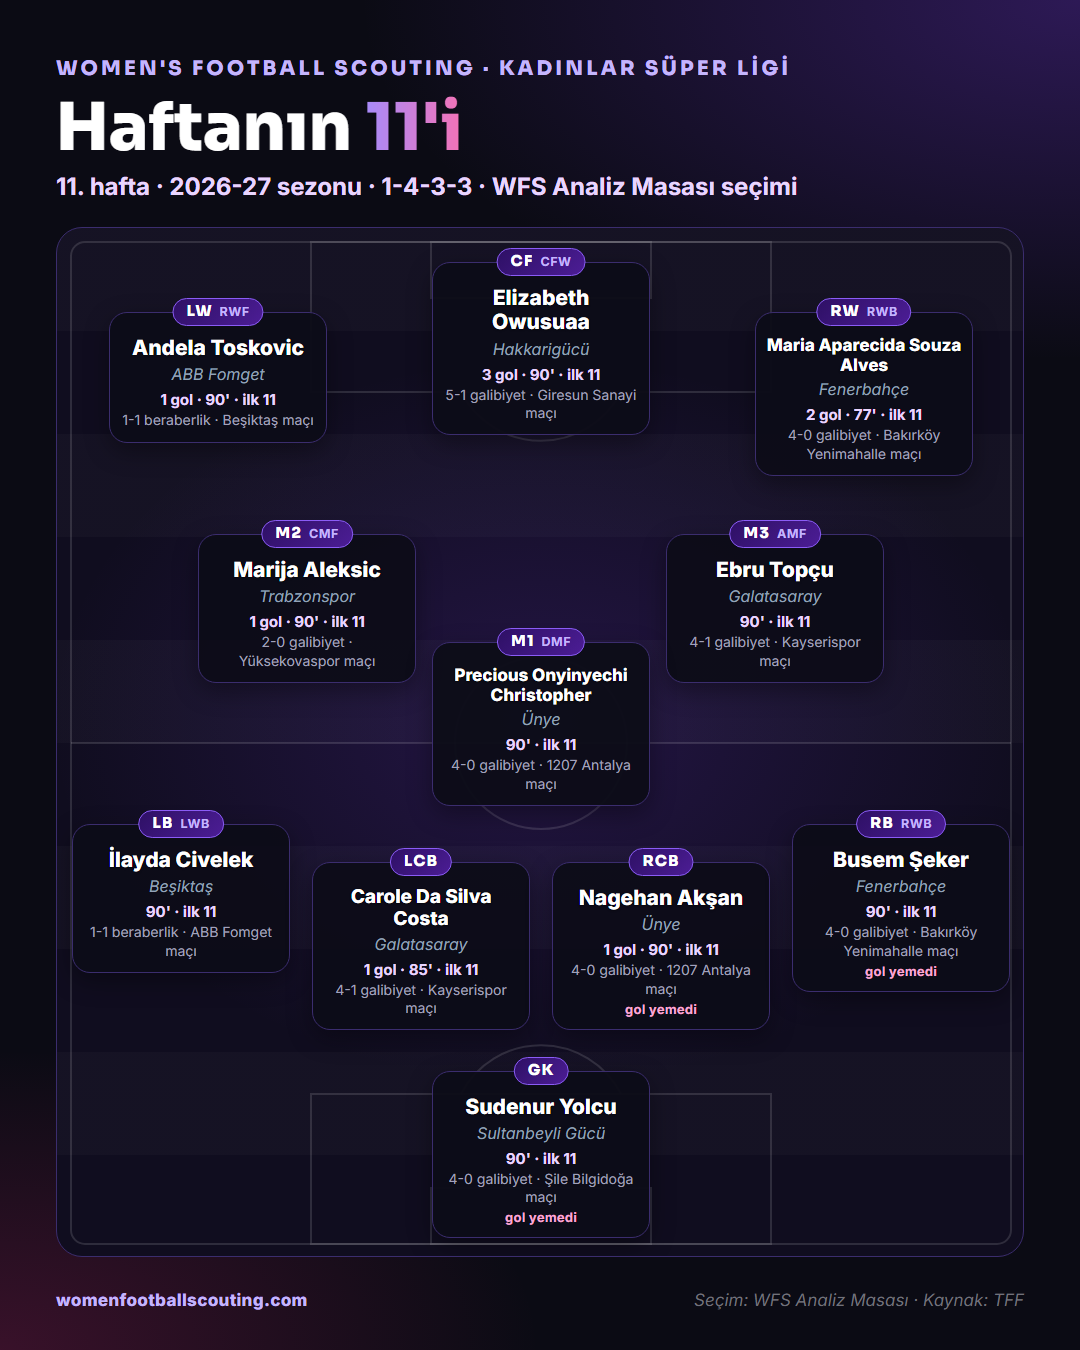 WOMEN'S FOOTBALL SCOUTING · KADINLAR SÜPER LİGİ
Haftanın 11'i
11. hafta · 2026-27 sezonu · 1-4-3-3 · WFS Analiz Masası seçimi
CF CFW
Elizabeth
Owusuaa
Hakkarigücü
3 gol · 90' · ilk 11
5-1 galibiyet · Giresun Sanayi
maçı
LW RWF
Andela Toskovic
ABB Fomget
1 gol · 90' · ilk 11
1-1 beraberlik · Beşiktaş maçı
RW RWB
Maria Aparecida Souza
Alves
Fenerbahçe
2 gol · 77' · ilk 11
4-0 galibiyet · Bakırköy
Yenimahalle maçı
M2 CMF
Marija Aleksic
Trabzonspor
1 gol · 90' · ilk 11
2-0 galibiyet ·
Yüksekovaspor maçı
M3 AMF
Ebru Topçu
Galatasaray
90' · ilk 11
4-1 galibiyet · Kayserispor
maçı
M1 DMF
Precious Onyinyechi
Christopher
Ünye
90' · ilk 11
4-0 galibiyet · 1207 Antalya
maçı
LB LWB
İlayda Civelek
Beşiktaş
90' · ilk 11
1-1 beraberlik · ABB Fomget
maçı
LCB
Carole Da Silva
Costa
Galatasaray
1 gol · 85' · ilk 11
4-1 galibiyet · Kayserispor
maçı
RCB
Nagehan Akşan
Ünye
1 gol · 90' · ilk 11
4-0 galibiyet · 1207 Antalya
maçı
gol yemedi
RB RWB
Busem Şeker
Fenerbahçe
90' · ilk 11
4-0 galibiyet · Bakırköy
Yenimahalle maçı
gol yemedi
GK
Sudenur Yolcu
Sultanbeyli Gücü
90' · ilk 11
4-0 galibiyet · Şile Bilgidoğa
maçı
gol yemedi
womenfootballscouting.com
Seçim: WFS Analiz Masası · Kaynak: TFF